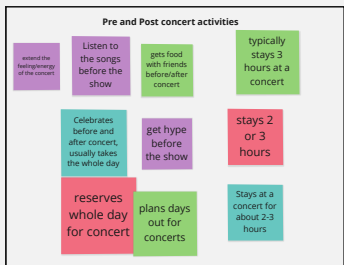 Pre and Post concert activities
extend the
feeling/energy
of the concert
Listen to
the songs
before the
show
gets food
with friends
before/after
concert
typically
stays 3
hours at a
concert
Celebrates
before and
after concert,
usually takes
the whole day
get hype
before
the show
stays 2
or 3
hours
reserves
whole day
for concert
plans days
out for
concerts
Stays at a
concert for
about 2-3
hours